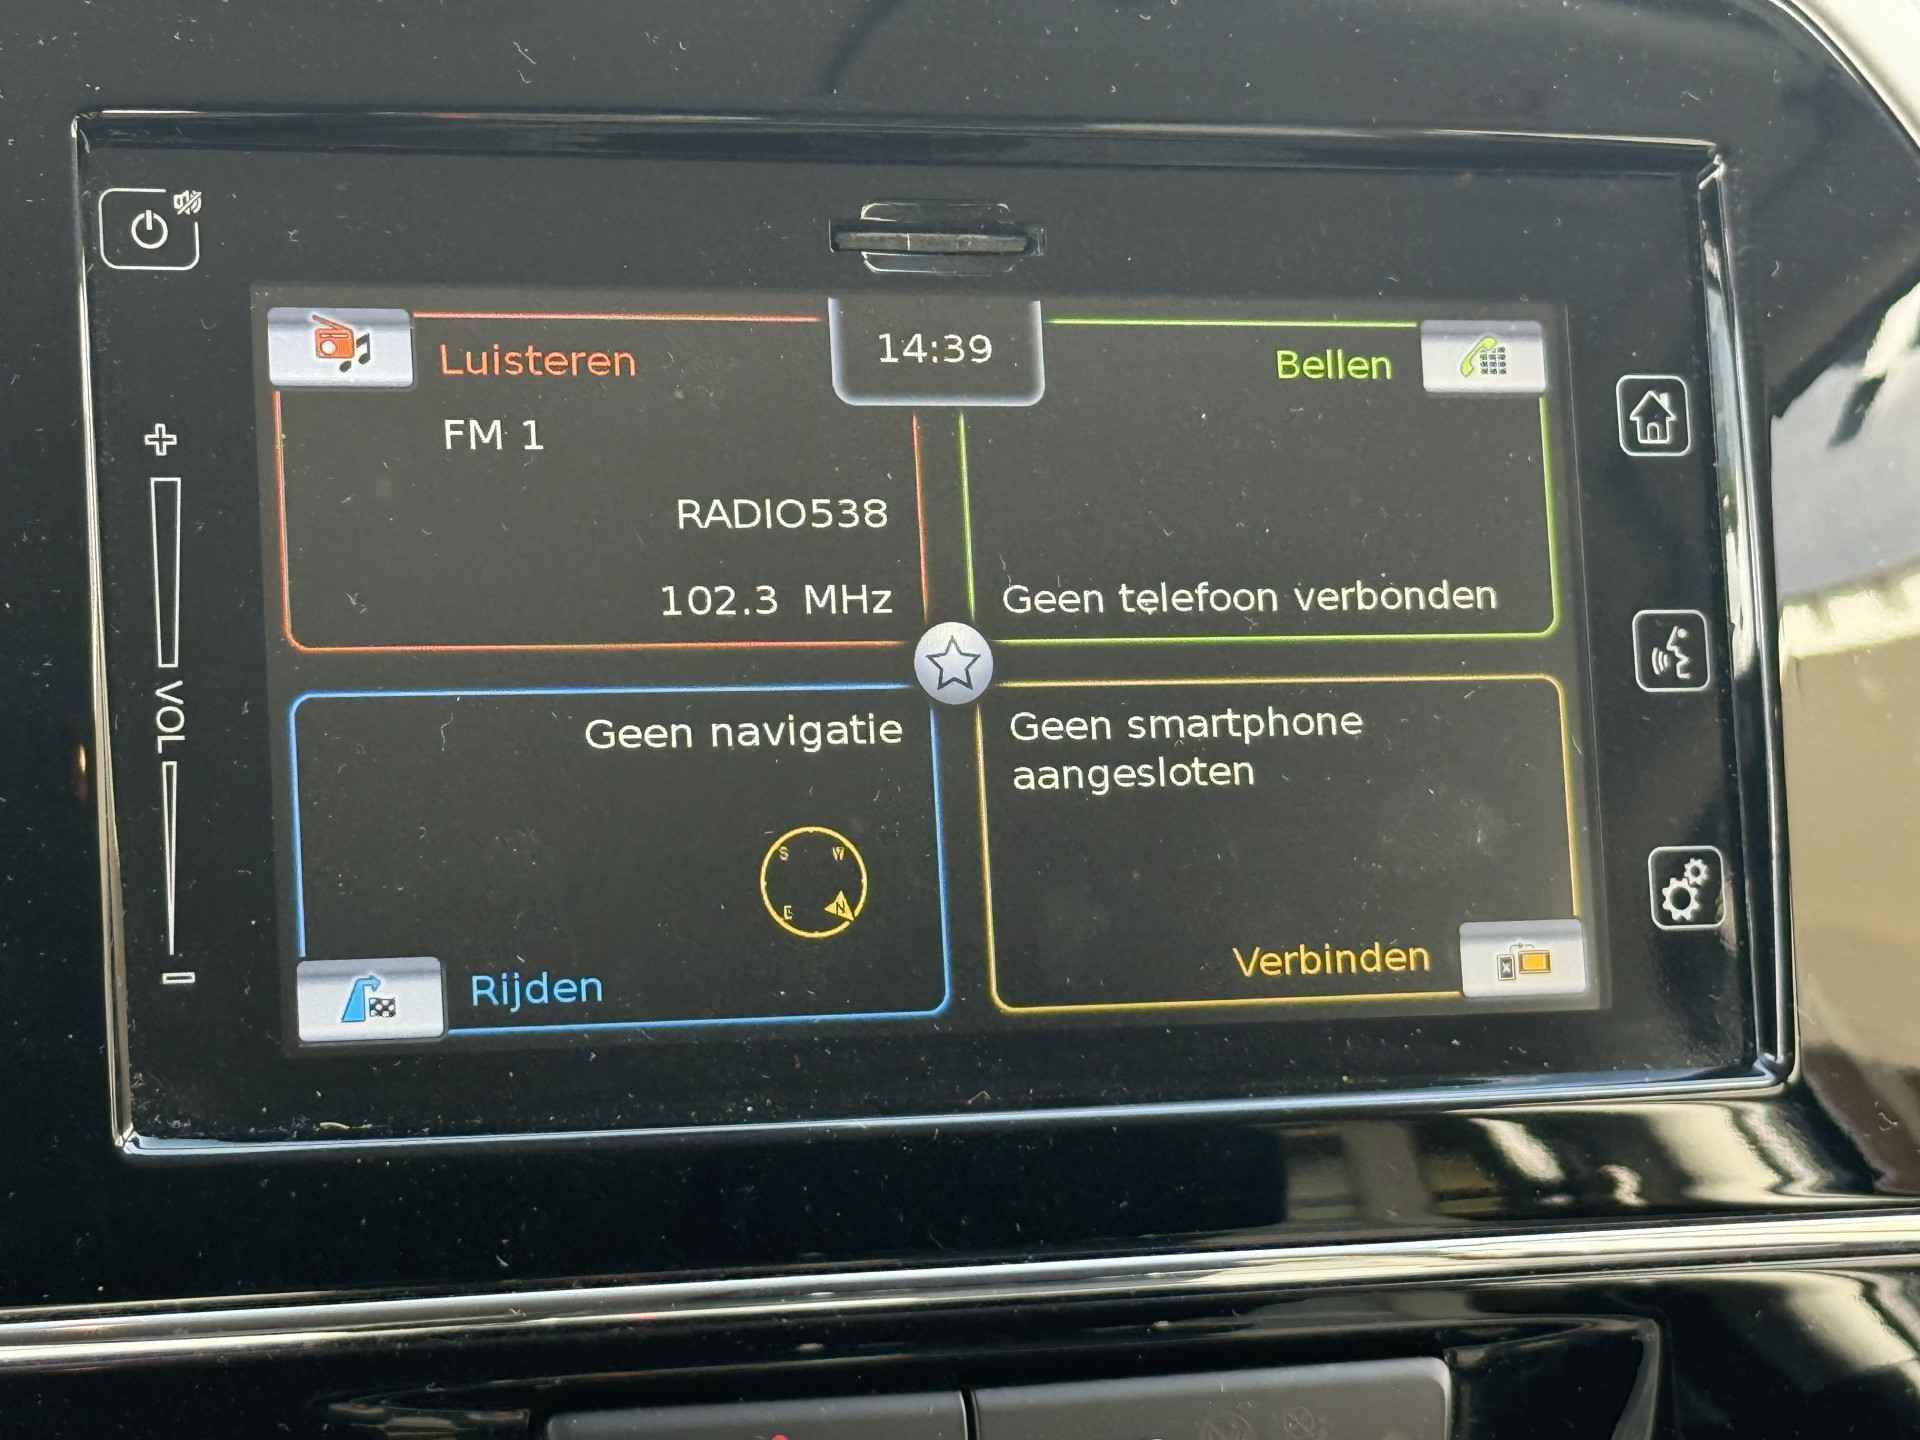 14:39
Luisteren
FM 1
RADIO538
102.3 MHz
Bellen
Geen telefoon verbonden
Geen navigatie
S W
E N
Rijden
Geen smartphone
aangesloten
Verbinden
VOL